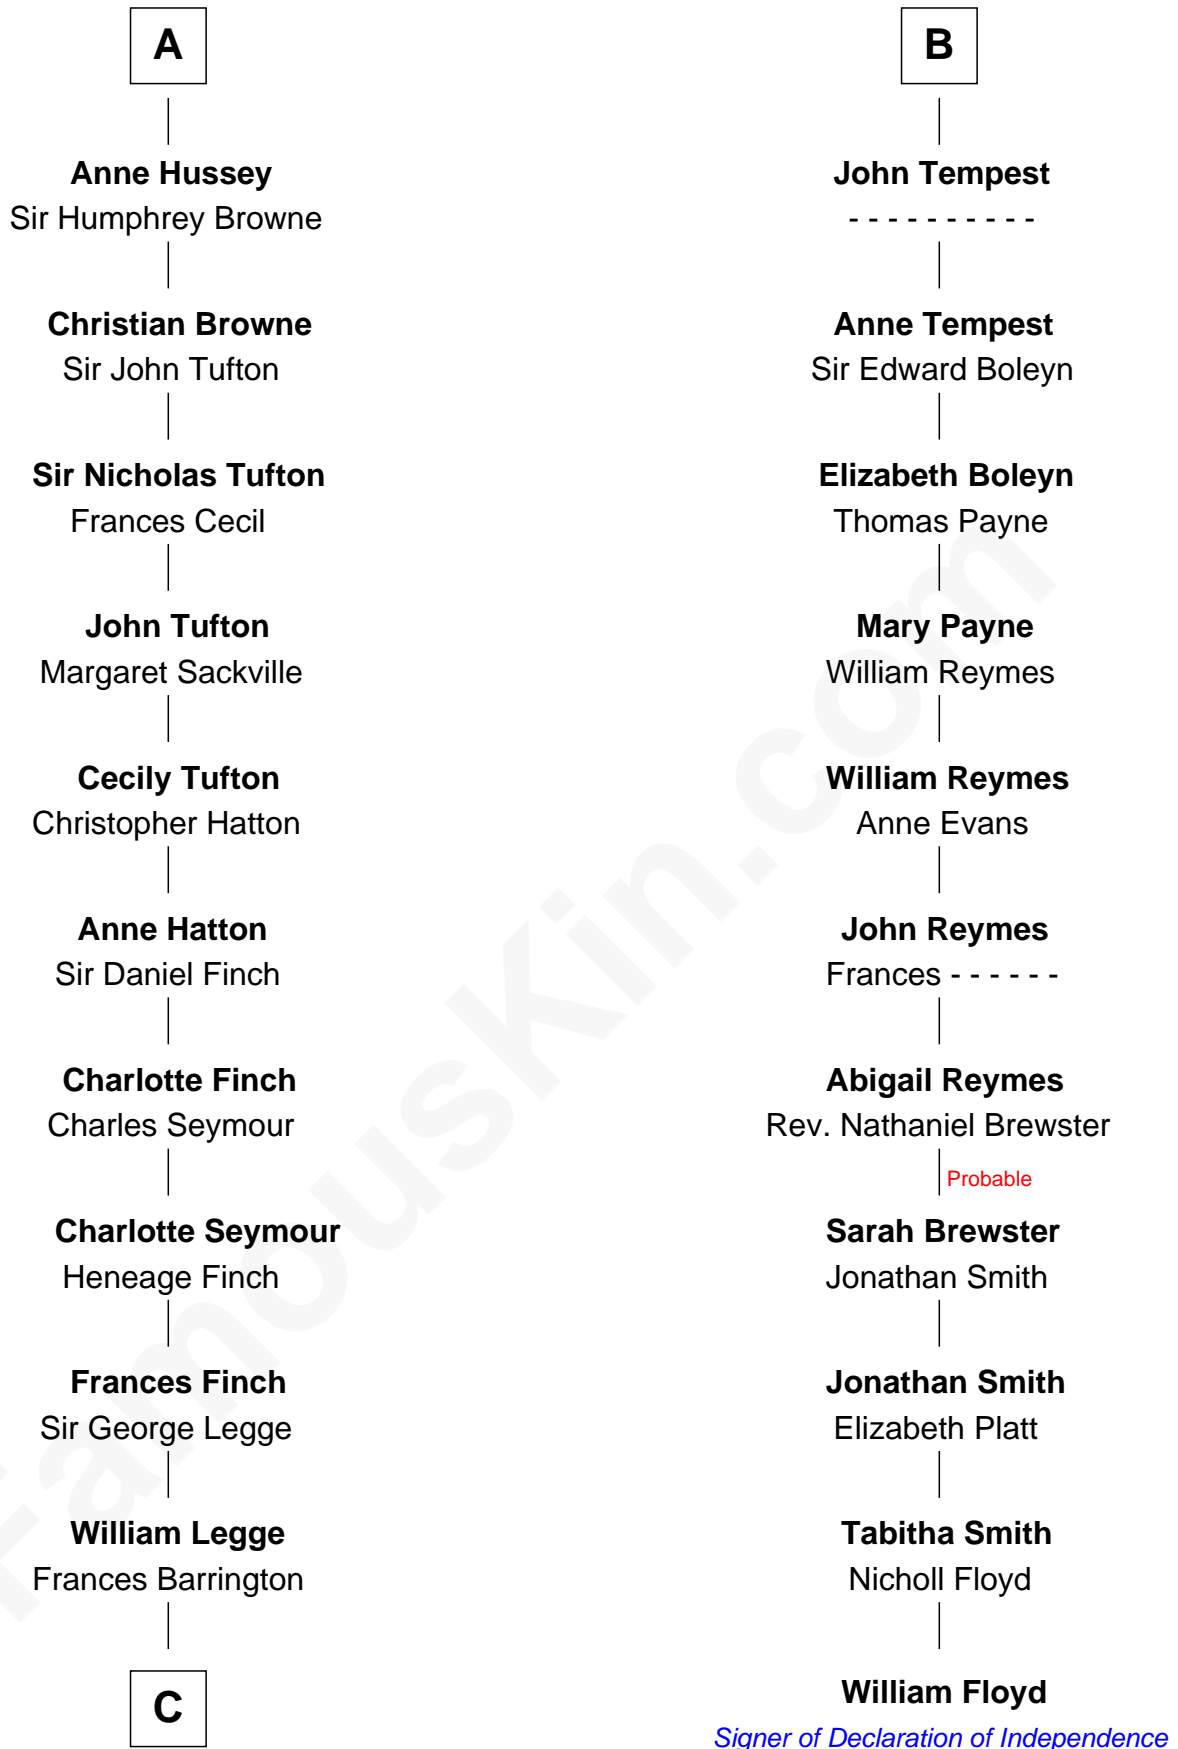 A
Anne Hussey
Sir Humphrey Browne
Christian Browne
Sir John Tufton
Sir Nicholas Tufton
Frances Cecil
John Tufton
Margaret Sackville
Cecily Tufton
Christopher Hatton
Anne Hatton
Sir Daniel Finch
Charlotte Finch
Charles Seymour
Charlotte Seymour
Heneage Finch
Frances Finch
Sir George Legge
William Legge
Frances Barrington
C
B
John Tempest
- - - - - - - - - -
Anne Tempest
Sir Edward Boleyn
Elizabeth Boleyn
Thomas Payne
Mary Payne
William Reymes
William Reymes
Anne Evans
John Reymes
Frances - - - - - -
Abigail Reymes
Rev. Nathaniel Brewster
Probable
Sarah Brewster
Jonathan Smith
Jonathan Smith
Elizabeth Platt
Tabitha Smith
Nicholl Floyd
William Floyd
Signer of Declaration of Independence
FamousKin.com